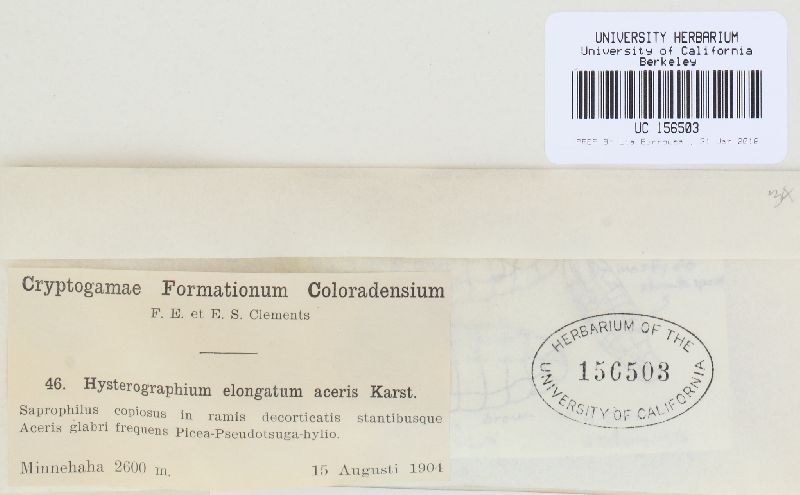 UNIVERSITY HERBARIUM
University of California
Berkeley
UC 156503
Cryptogamae Formationum Coloradensium
F. E. et E. S. Clements
46. Hysterographium elongatum aceris Karst.
Saprophilus copiosus in ramis decorticatis stantibusque
Aceris glabri frequens Picea-Pseudotsuga-hylio.
Minnehaha 2600 m. 15 Augusti 1904
HERBARIUM OF THE
156503
UNIVERSITY OF CALIFORNIA